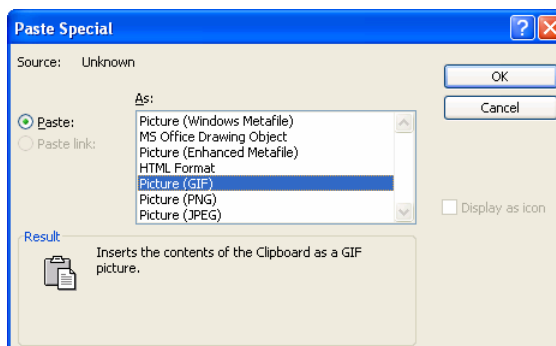 Paste Special
Source: Unknown
As:
Paste:
Paste link:
Picture (Windows Metafile)
MS Office Drawing Object
Picture (Enhanced Metafile)
HTML Format
Picture (GIF)
Picture (PNG)
Picture (JPEG)
OK
Cancel
Display as icon
Result
Inserts the contents of the Clipboard as a GIF
picture.